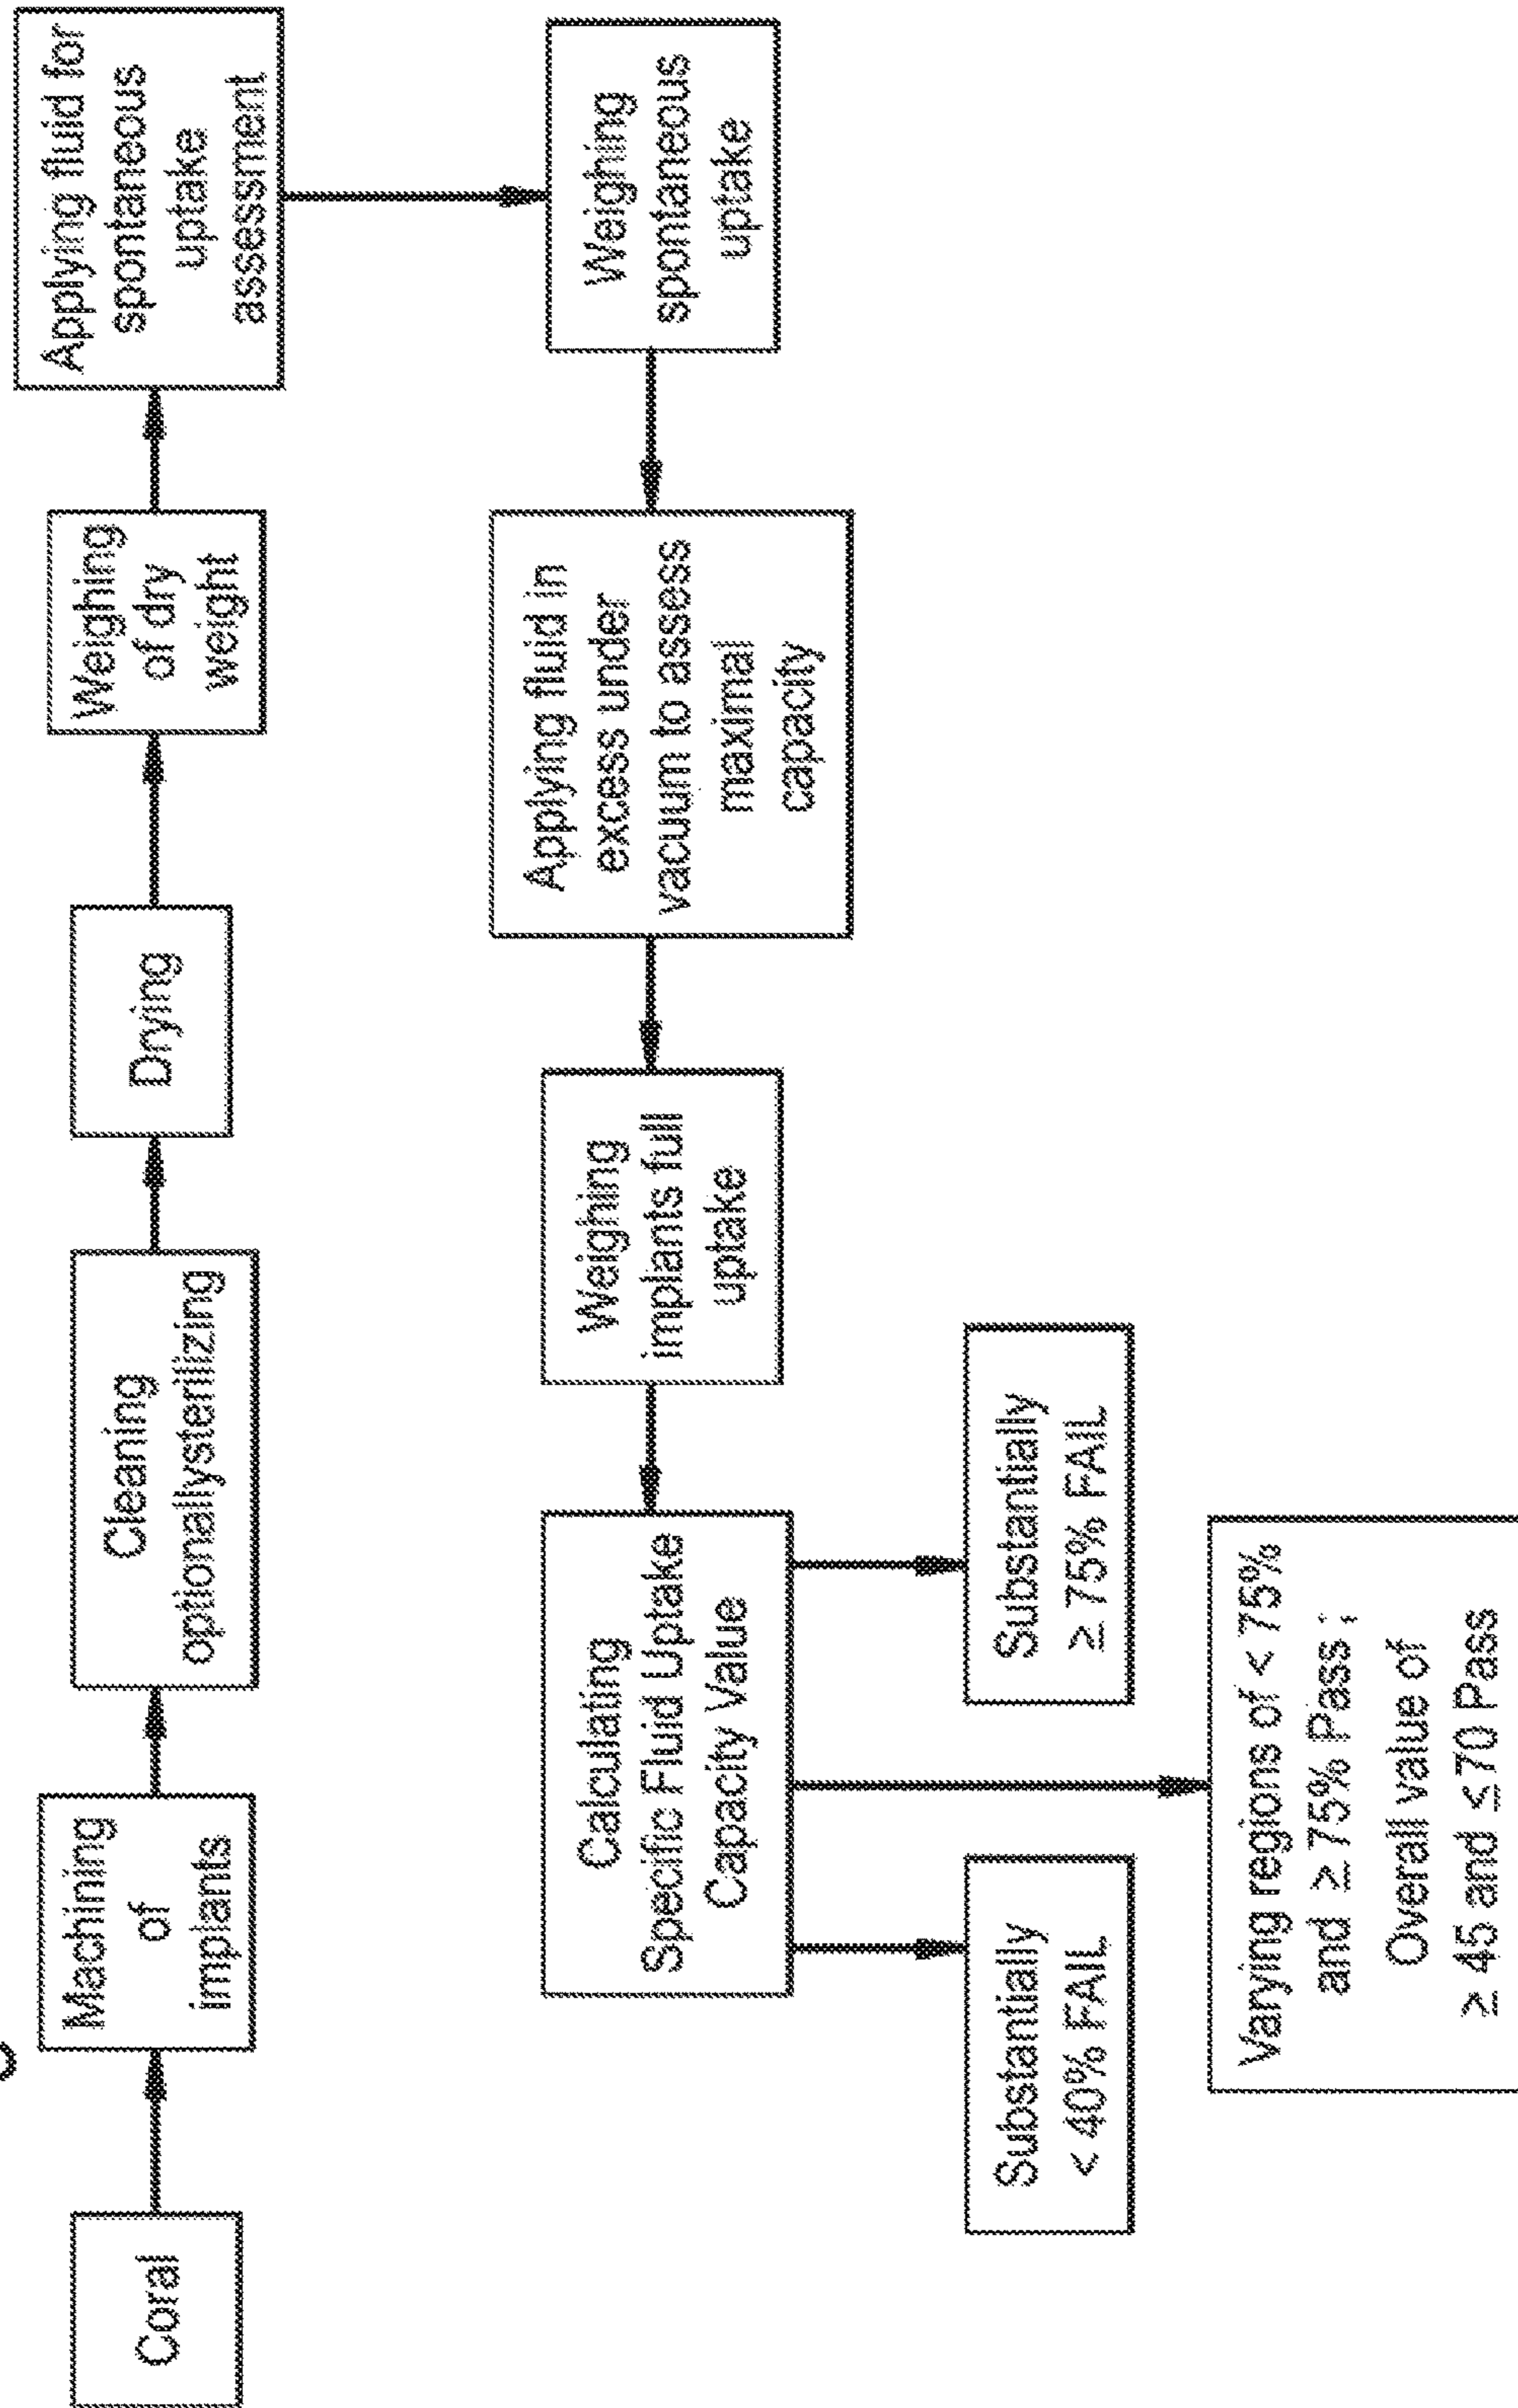 Coral
Machining
of
implants
Cleaning
optionallysterilizing
Drying
Weighing
of dry
weight
Applying fluid for
spontaneous
uptake
assessment
Weighing
spontaneous
uptake
Applying fluid in
excess under
vacuum to assess
maximal
capacity
Weighing
implants full
uptake
Calculating
Specific Fluid Uptake
Capacity Value
Substantially
< 40% FAIL
Substantially
≥ 75% FAIL
Varying regions of < 75%
and ≥ 75% Pass ;
Overall value of
≥ 45 and ≤ 70 Pass